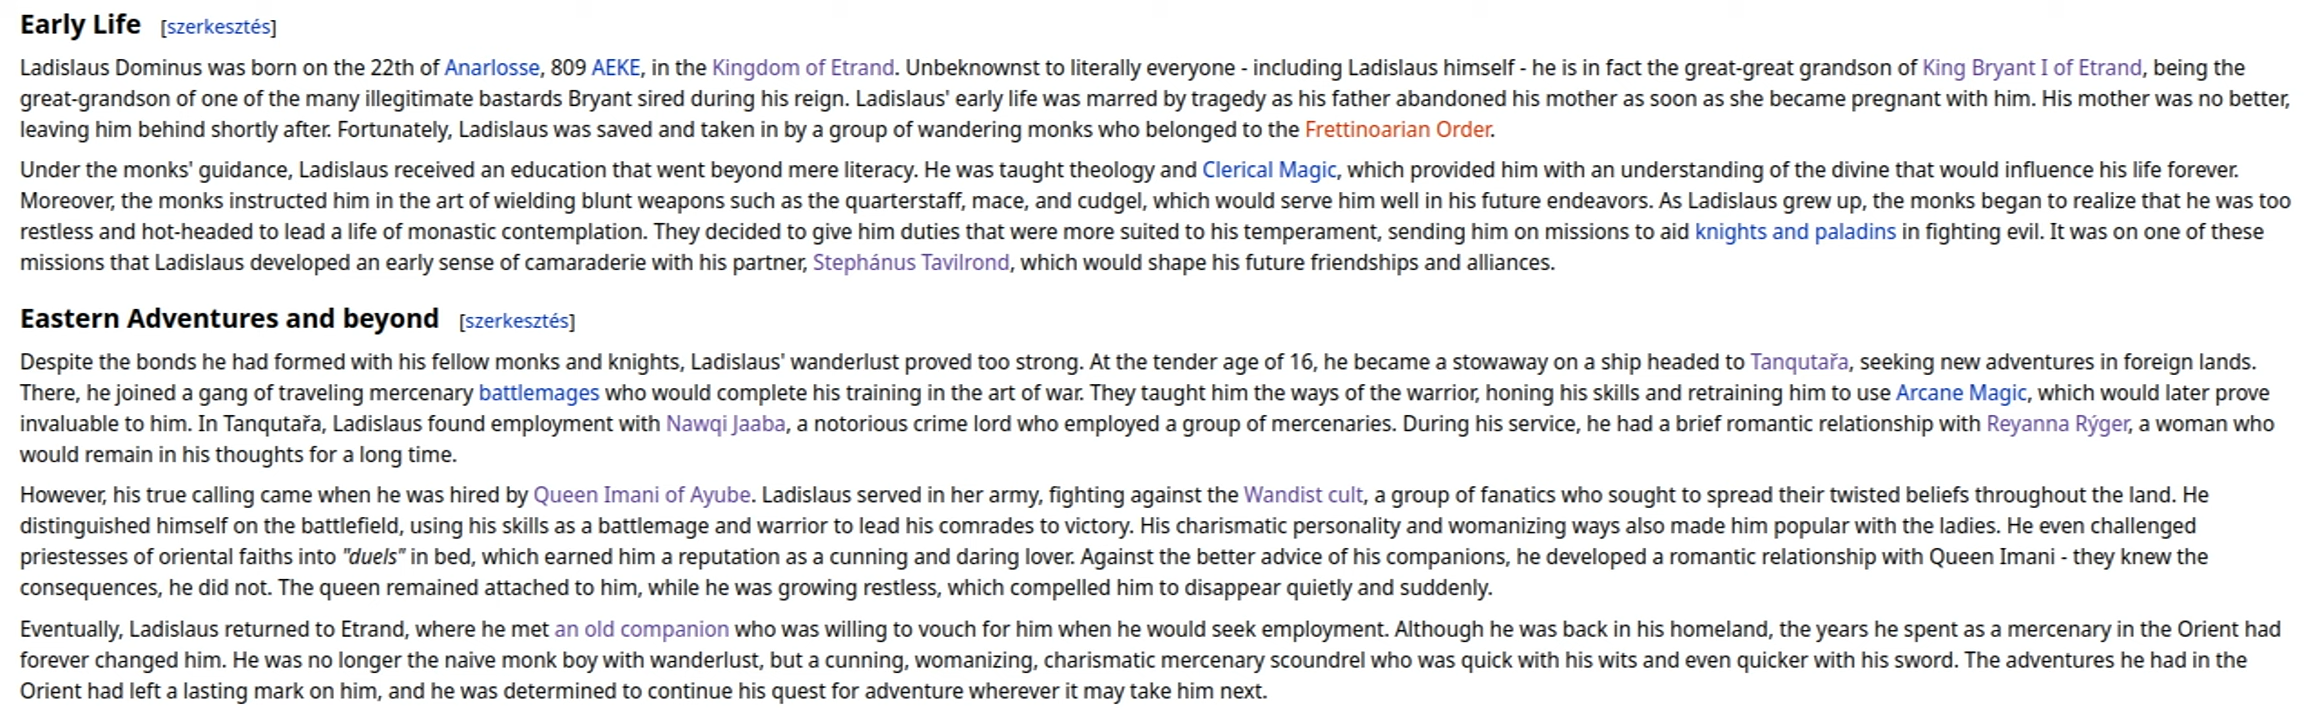 Early Life [szerkesztés]
Ladislaus Dominus was born on the 22th of Anarlosse, 809 AEKE, in the Kingdom of Etrand. Unbeknownst to literally everyone - including Ladislaus himself - he is in fact the great-great grandson of King Bryant I of Etrand, being the
great-grandson of one of the many illegitimate bastards Bryant sired during his reign. Ladislaus' early life was marred by tragedy as his father abandoned his mother as soon as she became pregnant with him. His mother was no better,
leaving him behind shortly after. Fortunately, Ladislaus was saved and taken in by a group of wandering monks who belonged to the Frettinoarian Order.
Under the monks' guidance, Ladislaus received an education that went beyond mere literacy. He was taught theology and Clerical Magic, which provided him with an understanding of the divine that would influence his life forever.
Moreover, the monks instructed him in the art of wielding blunt weapons such as the quarterstaff, mace, and cudgel, which would serve him well in his future endeavors. As Ladislaus grew up, the monks began to realize that he was too
restless and hot-headed to lead a life of monastic contemplation. They decided to give him duties that were more suited to his temperament, sending him on missions to aid knights and paladins in fighting evil. It was on one of these
missions that Ladislaus developed an early sense of camaraderie with his partner, Stephánus Tavilrond, which would shape his future friendships and alliances.
Eastern Adventures and beyond [szerkesztés]
Despite the bonds he had formed with his fellow monks and knights, Ladislaus' wanderlust proved too strong. At the tender age of 16, he became a stowaway on a ship headed to Tanqutařa, seeking new adventures in foreign lands.
There, he joined a gang of traveling mercenary battlemages who would complete his training in the art of war. They taught him the ways of the warrior, honing his skills and retraining him to use Arcane Magic, which would later prove
invaluable to him. In Tanqutařa, Ladislaus found employment with Nawqi Jaaba, a notorious crime lord who employed a group of mercenaries. During his service, he had a brief romantic relationship with Reyanna Rýger, a woman who
would remain in his thoughts for a long time.
However, his true calling came when he was hired by Queen Imani of Ayube. Ladislaus served in her army, fighting against the Wandist cult, a group of fanatics who sought to spread their twisted beliefs throughout the land. He
distinguished himself on the battlefield, using his skills as a battlemage and warrior to lead his comrades to victory. His charismatic personality and womanizing ways also made him popular with the ladies. He even challenged
priestesses of oriental faiths into "duels" in bed, which earned him a reputation as a cunning and daring lover. Against the better advice of his companions, he developed a romantic relationship with Queen Imani - they knew the
consequences, he did not. The queen remained attached to him, while he was growing restless, which compelled him to disappear quietly and suddenly.
Eventually, Ladislaus returned to Etrand, where he met an old companion who was willing to vouch for him when he would seek employment. Although he was back in his homeland, the years he spent as a mercenary in the Orient had
forever changed him. He was no longer the naive monk boy with wanderlust, but a cunning, womanizing, charismatic mercenary scoundrel who was quick with his wits and even quicker with his sword. The adventures he had in the
Orient had left a lasting mark on him, and he was determined to continue his quest for adventure wherever it may take him next.